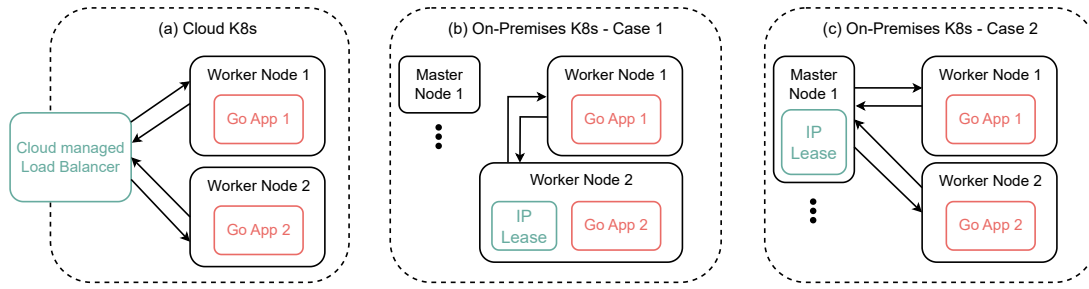 (a) Cloud K8s
Cloud managed
Load Balancer
Worker Node 1
Go App 1
Worker Node 2
Go App 2
(b) On-Premises K8s - Case 1
Master
Node 1
Worker Node 1
Go App 1
Worker Node 2
IP
Lease
Go App 2
(c) On-Premises K8s - Case 2
Master
Node 1
IP
Lease
Worker Node 1
Go App 1
Worker Node 2
Go App 2